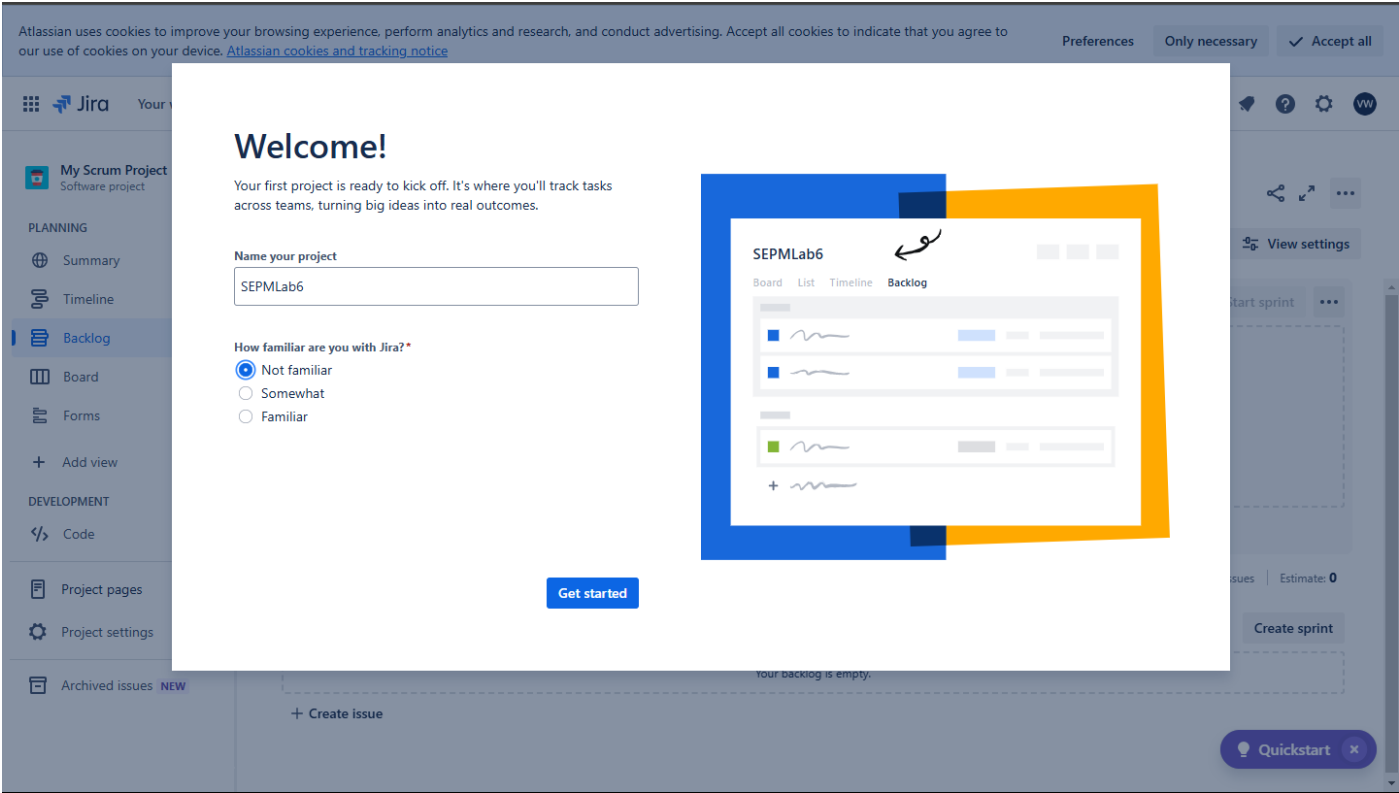 Atlassian uses cookies to improve your browsing experience, perform analytics and research, and conduct advertising. Accept all cookies to indicate that you agree to
our use of cookies on your device. Atlassian cookies and tracking notice
Preferences
Only necessary
Accept all
Jira
Your
VW
My Scrum Project
Software project
PLANNING
Summary
Timeline
Backlog
Board
Forms
Add view
DEVELOPMENT
Code
Project pages
Project settings
Archived issues NEW
Welcome!
Your first project is ready to kick off. It's where you'll track tasks
across teams, turning big ideas into real outcomes.
Name your project
SEPMLab6
How familiar are you with Jira?*
Not familiar
Somewhat
Familiar
Get started
SEPMLab6
Board List Timeline Backlog
View settings
Start sprint
Estimate: 0
Create sprint
Your backlog is empty.
+ Create issue
Quickstart